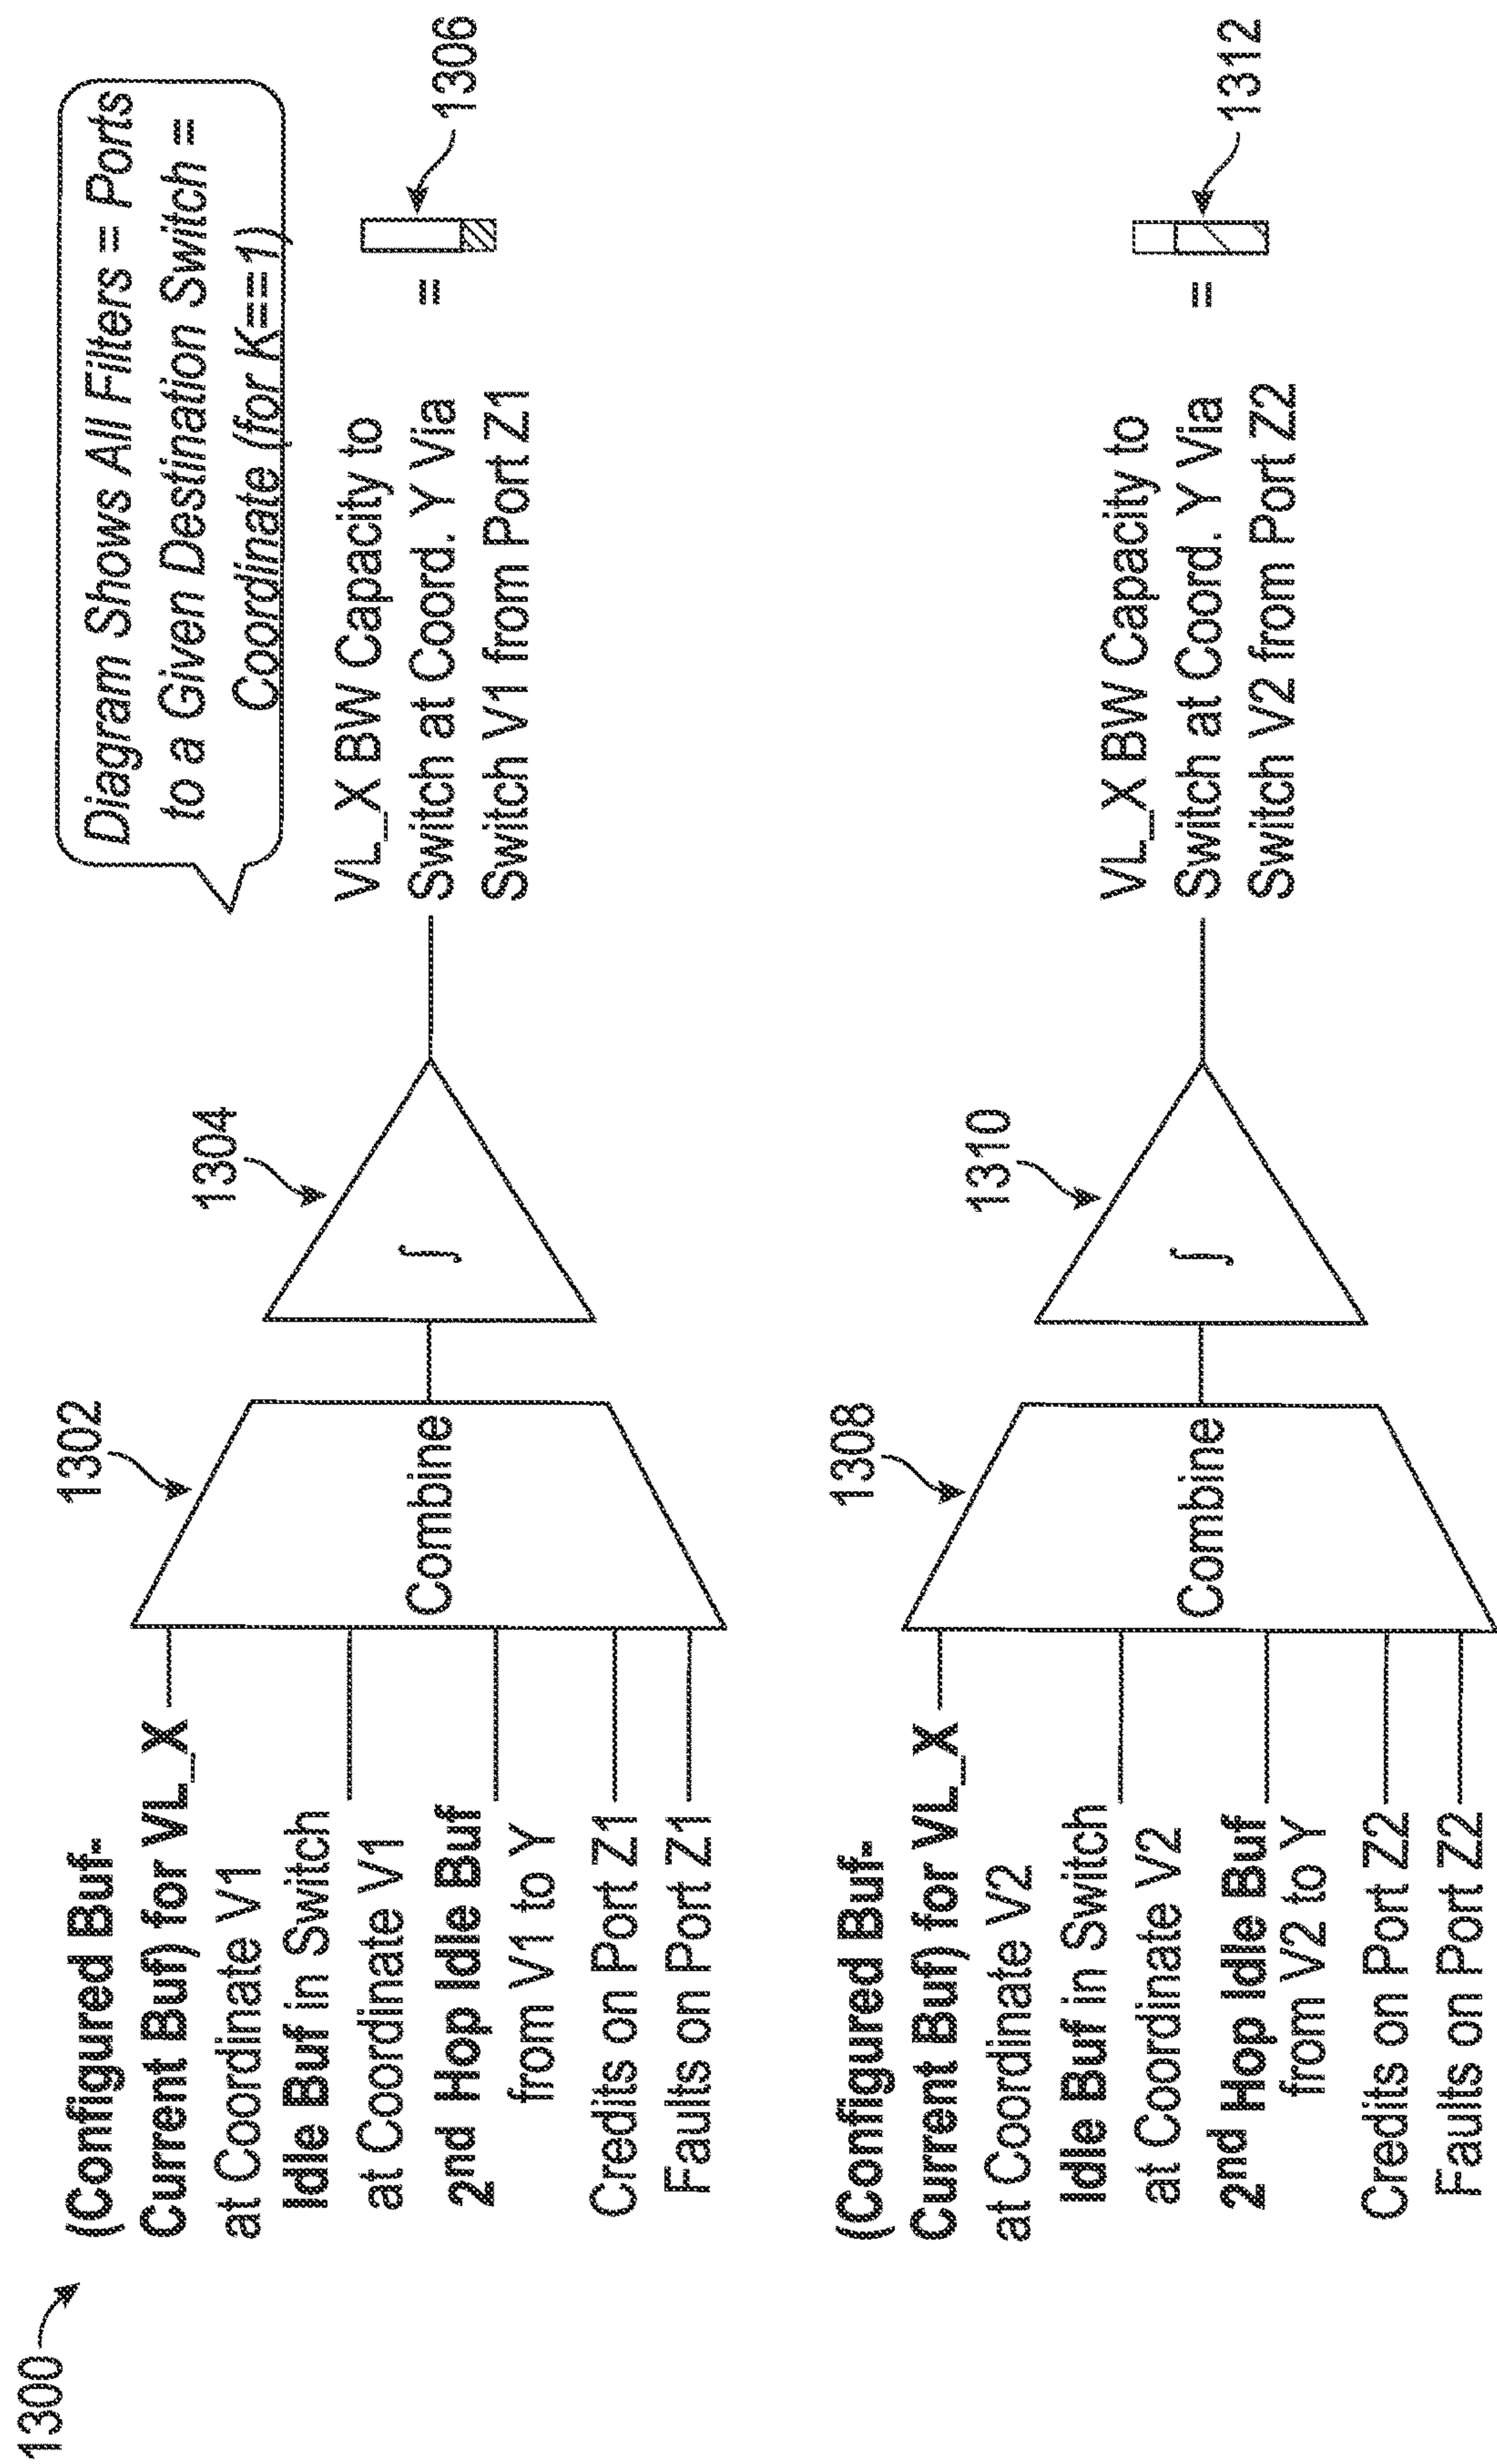 1300
Diagram Shows All Filters = Ports
to a Given Destination Switch =
Coordinate (for K==1)
(Configured Buf-
Current Buf) for VL_X
at Coordinate V1
Idle Buf in Switch
at Coordinate V1
2nd Hop Idle Buf
from V1 to Y
Credits on Port Z1
Faults on Port Z1
1302
Combine
1304
∫
VL_X BW Capacity to
Switch at Coord. Y Via
Switch V1 from Port Z1
=
1306
(Configured Buf-
Current Buf) for VL_X
at Coordinate V2
Idle Buf in Switch
at Coordinate V2
2nd Hop Idle Buf
from V2 to Y
Credits on Port Z2
Faults on Port Z2
1308
Combine
1310
∫
VL_X BW Capacity to
Switch at Coord. Y Via
Switch V2 from Port Z2
=
1312